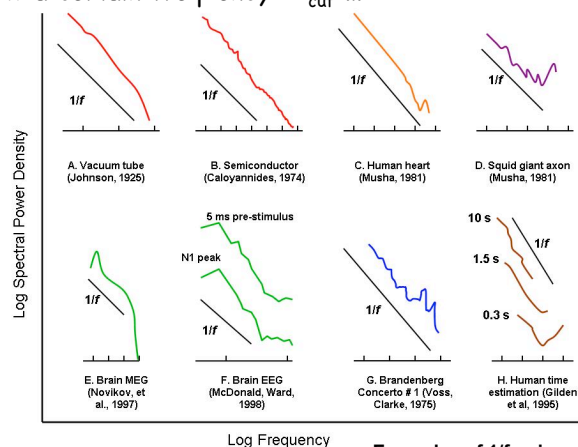 cut
Log Spectral Power Density
1/f
A. Vacuum tube
(Johnson, 1925)
1/f
B. Semiconductor
(Caloyannides, 1974)
1/f
C. Human heart
(Musha, 1981)
1/f
D. Squid giant axon
(Musha, 1981)
1/f
E. Brain MEG
(Novikov, et
al., 1997)
5 ms pre-stimulus
N1 peak
1/f
F. Brain EEG
(McDonald, Ward,
1998)
1/f
G. Brandenberg
Concerto # 1 (Voss,
Clarke, 1975)
10 s
1/f
1.5 s
0.3 s
H. Human time
estimation (Gilden
et al, 1995)
Log Frequency